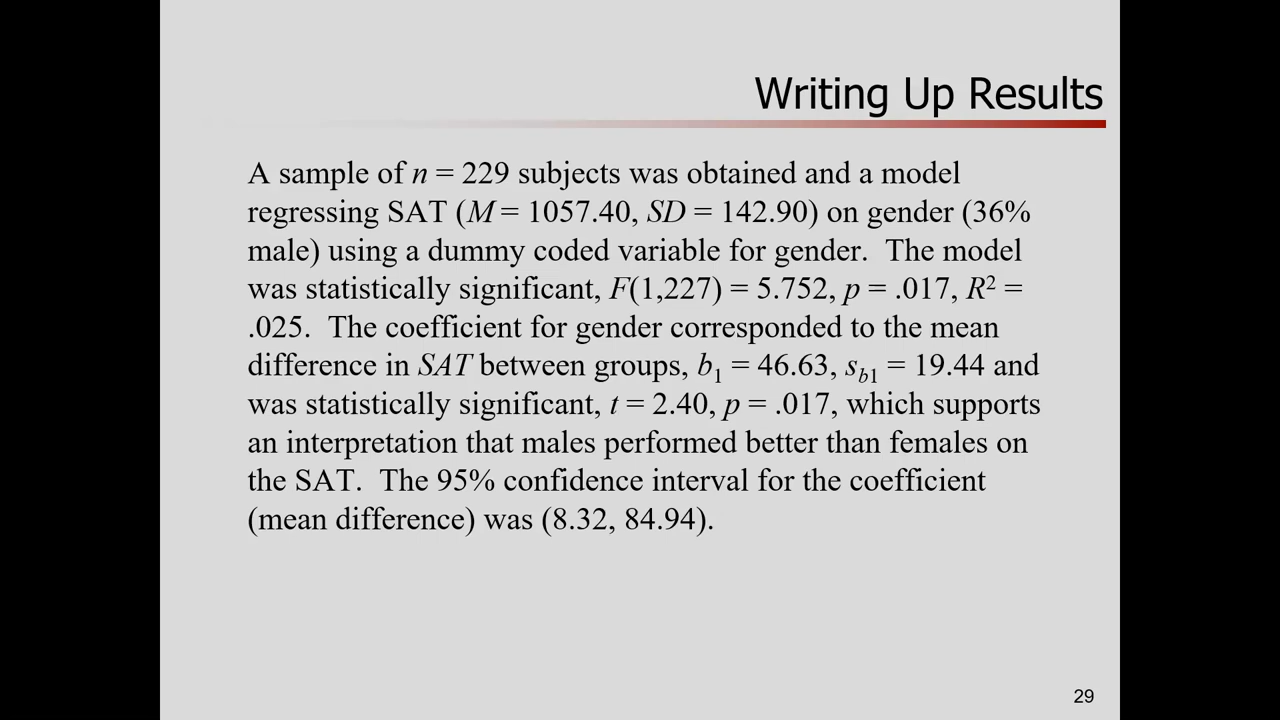 Writing Up Results
A sample of n = 229 subjects was obtained and a model
regressing SAT (M = 1057.40, SD = 142.90) on gender (36%
male) using a dummy coded variable for gender.  The model
was statistically significant, F(1,227) = 5.752, p = .017, R² =
.025.  The coefficient for gender corresponded to the mean
difference in SAT between groups, b₁ = 46.63, s_b1 = 19.44 and
was statistically significant, t = 2.40, p = .017, which supports
an interpretation that males performed better than females on
the SAT.  The 95% confidence interval for the coefficient
(mean difference) was (8.32, 84.94).
29